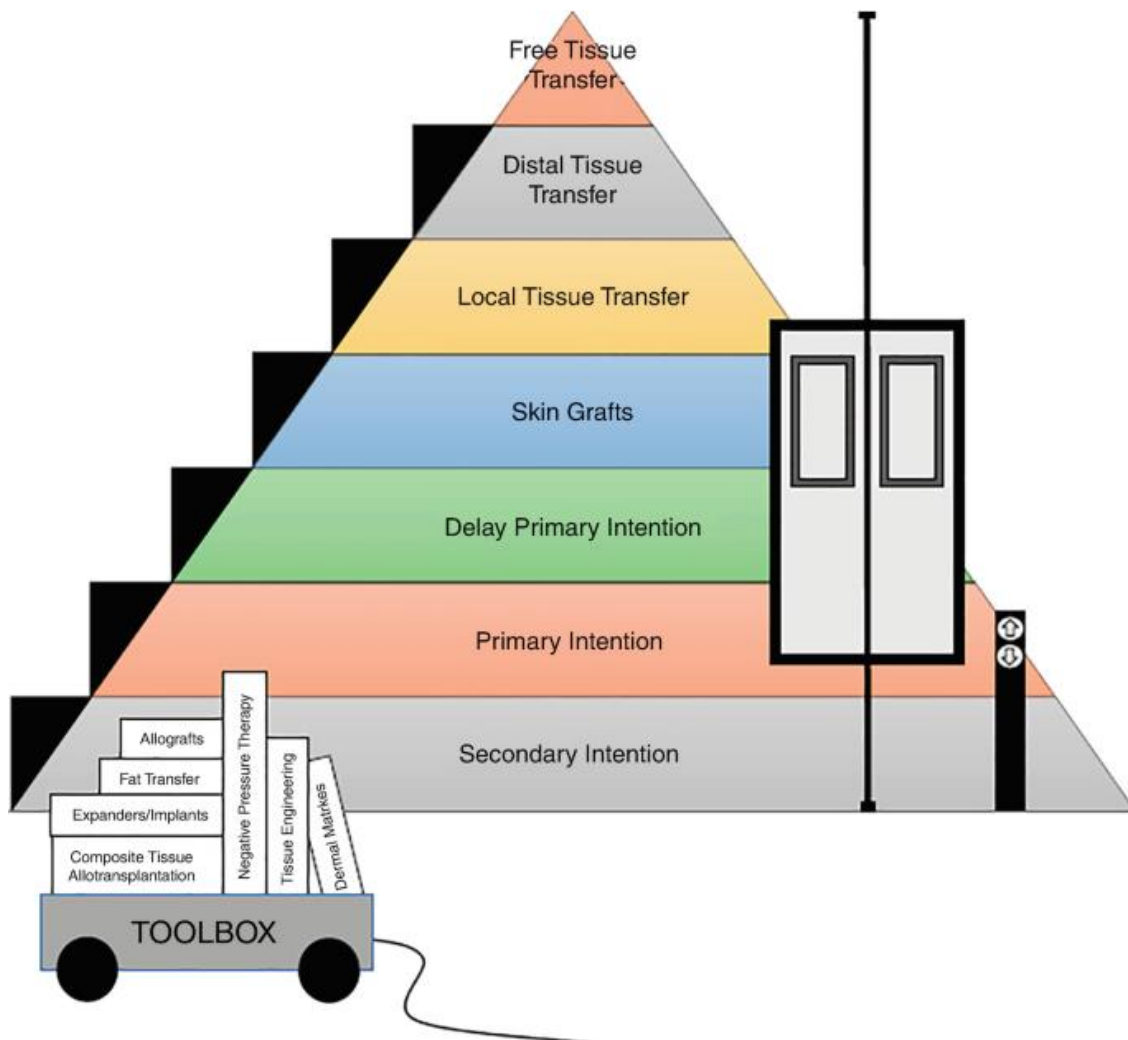 Free Tissue
Transfer
Distal Tissue
Transfer
Local Tissue Transfer
Skin Grafts
Delay Primary Intention
Primary Intention
Secondary Intention
Allografts
Fat Transfer
Expanders/Implants
Composite Tissue
Allotransplantation
Negative Pressure Therapy
Tissue Engineering
Dermal Matrkes
TOOLBOX